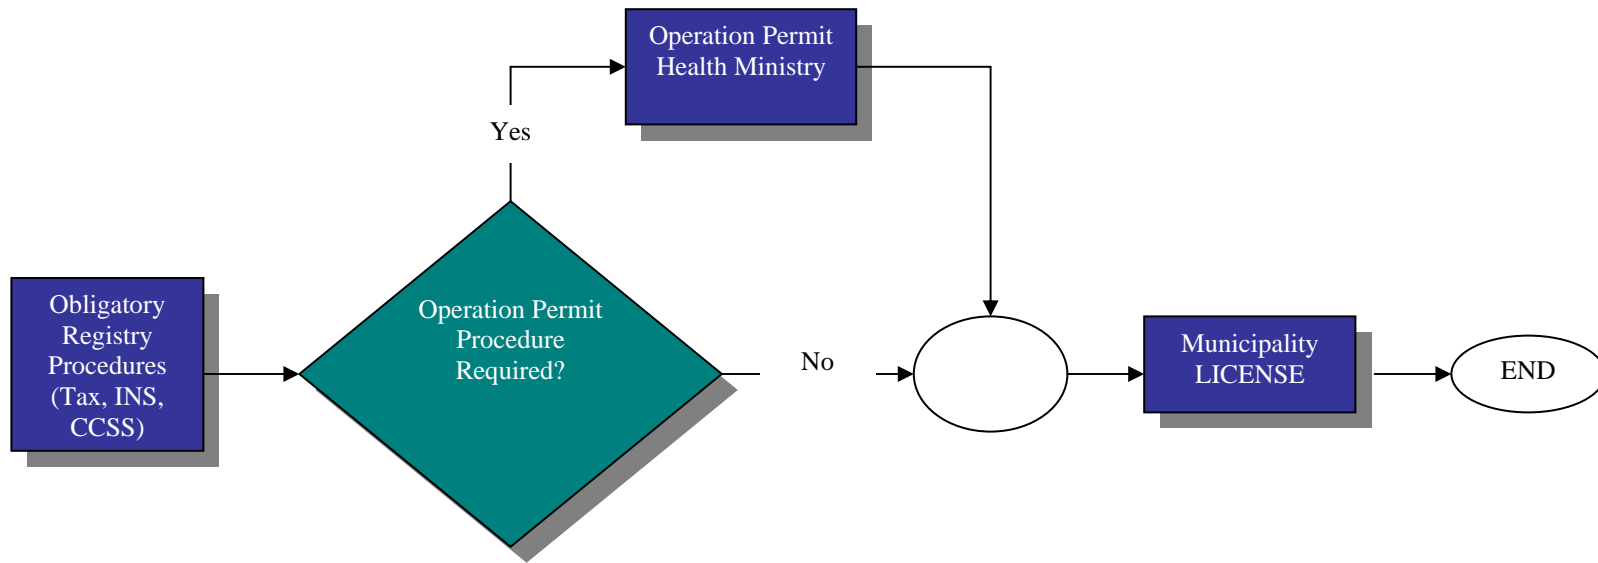 Operation Permit
Health Ministry
Yes
Obligatory
Registry
Procedures
(Tax, INS,
CCSS)
Operation Permit
Procedure
Required?
No
Municipality
LICENSE
END